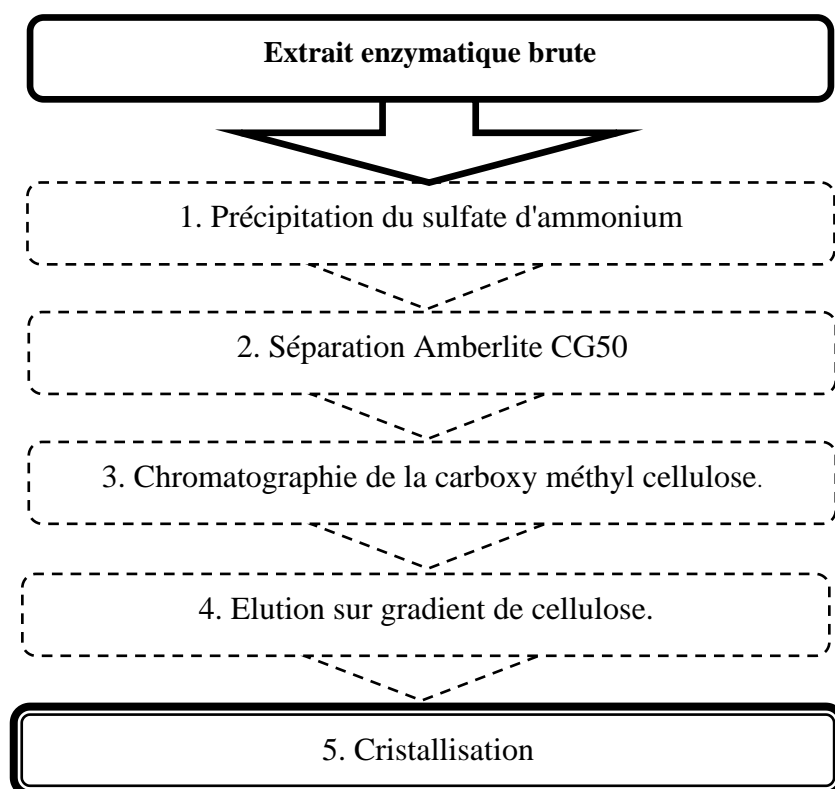 Extrait enzymatique brute
1. Précipitation du sulfate d'ammonium
2. Séparation Amberlite CG50
3. Chromatographie de la carboxy méthyl cellulose.
4. Elution sur gradient de cellulose.
5. Cristallisation